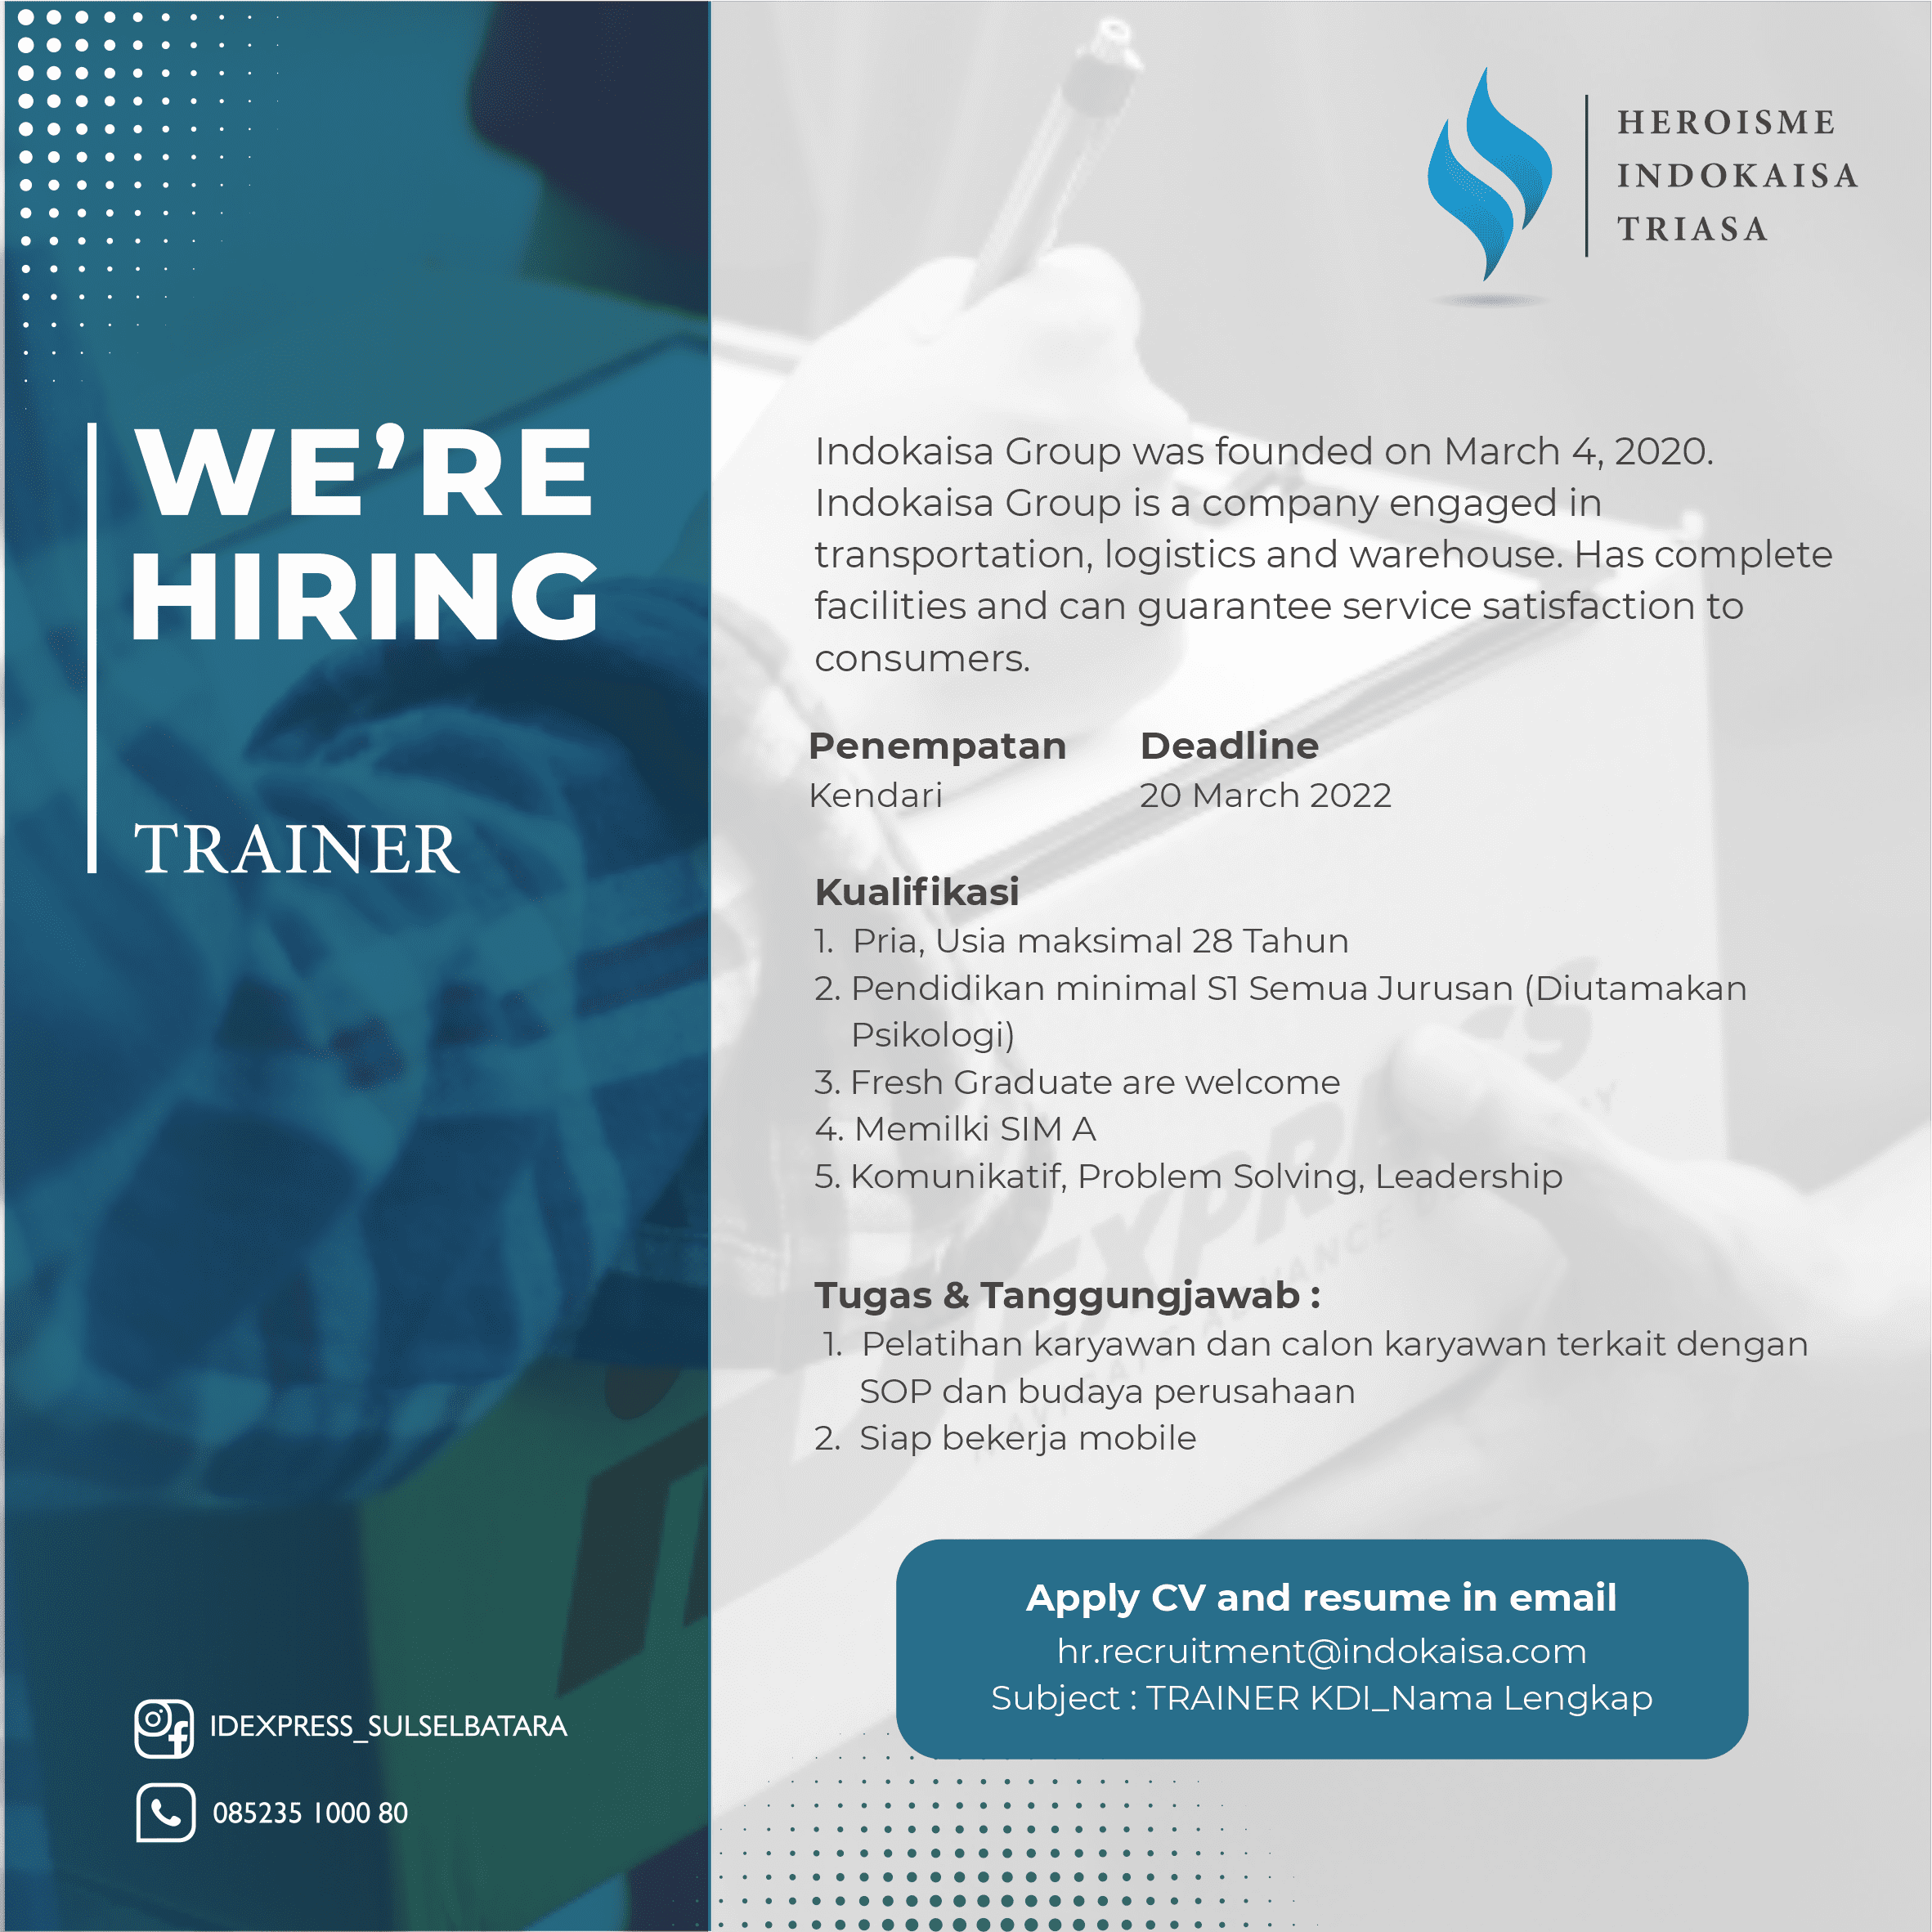 HEROISME
INDOKAISA
TRIASA
WE’RE
HIRING
TRAINER
Indokaisa Group was founded on March 4, 2020.
Indokaisa Group is a company engaged in
transportation, logistics and warehouse. Has complete
facilities and can guarantee service satisfaction to
consumers.
Penempatan
Kendari
Deadline
20 March 2022
Kualifikasi
1. Pria, Usia maksimal 28 Tahun
2. Pendidikan minimal S1 Semua Jurusan (Diutamakan
Psikologi)
3. Fresh Graduate are welcome
4. Memilki SIM A
5. Komunikatif, Problem Solving, Leadership
Tugas & Tanggungjawab :
1. Pelatihan karyawan dan calon karyawan terkait dengan
SOP dan budaya perusahaan
2. Siap bekerja mobile
Apply CV and resume in email
hr.recruitment@indokaisa.com
Subject : TRAINER KDI_Nama Lengkap
IDEXPRESS_SULSELBATARA
085235 1000 80